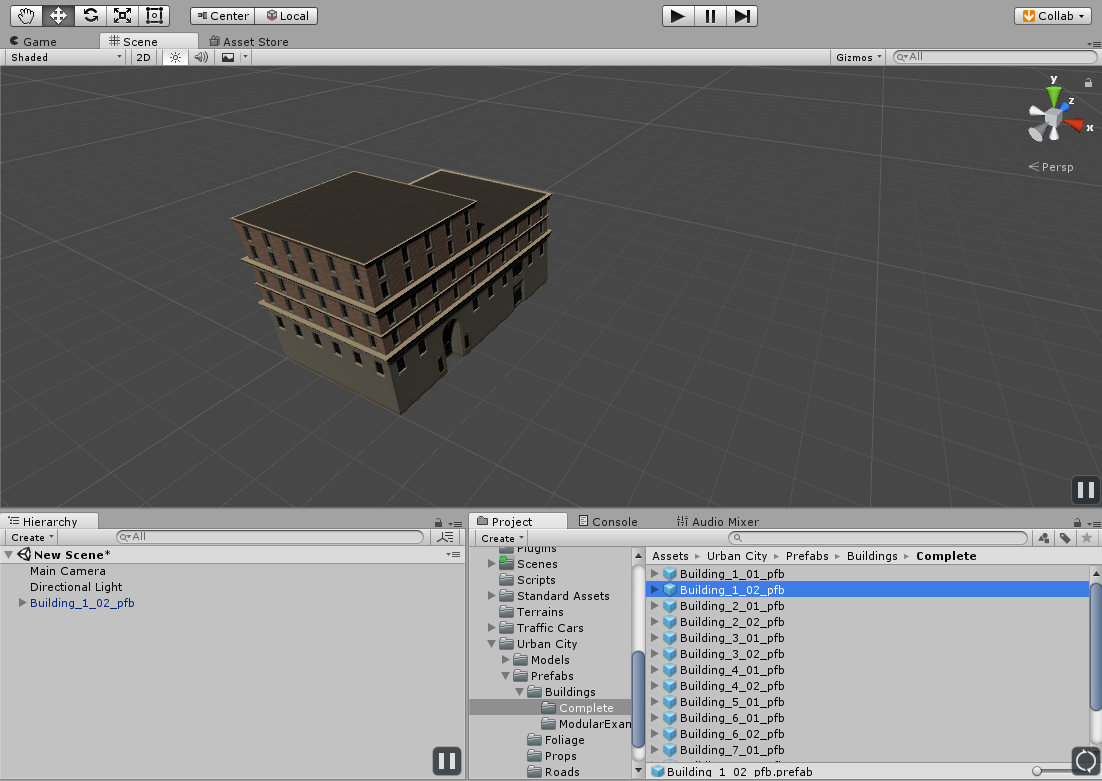 Center Local Collab
Game Scene Asset Store
Shaded 2D Gizmos All
y
z
x
Persp
Hierarchy
Create All
New Scene*
Main Camera
Directional Light
Building_1_02_pfb
Project Console Audio Mixer
Create
Plugins
Scenes
Scripts
Standard Assets
Terrains
Traffic Cars
Urban City
Models
Prefabs
Buildings
Complete
ModularExan
Foliage
Props
Roads
Assets Urban City Prefabs Buildings Complete
Building_1_01_pfb
Building_1_02_pfb
Building_2_01_pfb
Building_2_02_pfb
Building_3_01_pfb
Building_3_02_pfb
Building_4_01_pfb
Building_4_02_pfb
Building_5_01_pfb
Building_6_01_pfb
Building_6_02_pfb
Building_7_01_pfb
Building_1_02_pfb.prefab